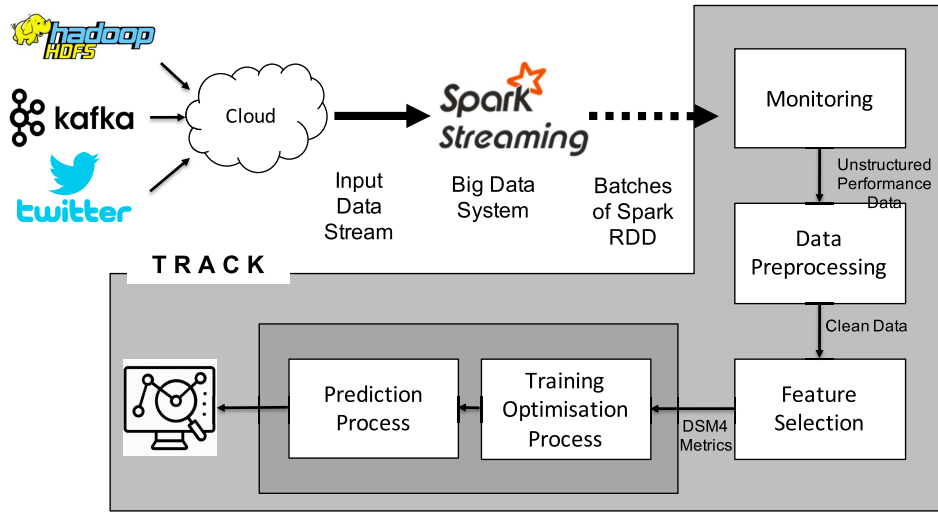 hadoop
HDFS
kafka
twitter
Cloud
Spark
Streaming
Input
Data
Stream
Big Data
System
Batches
of Spark
RDD
Monitoring
Unstructured
Performance
Data
Data
Preprocessing
Clean Data
TRACK
Feature
Selection
DSM4
Metrics
Training
Optimisation
Process
Prediction
Process